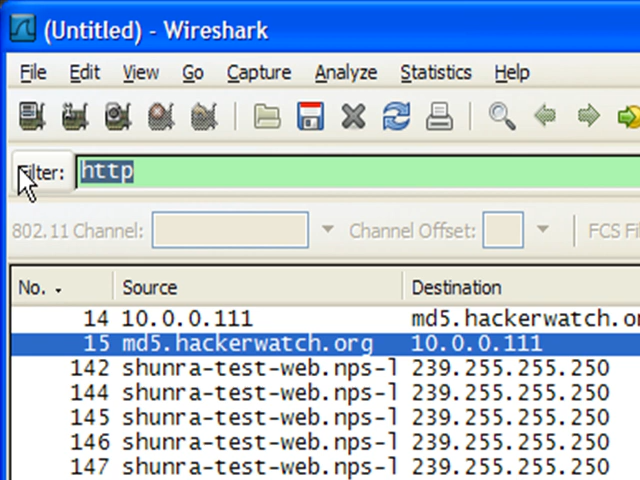 (Untitled) - Wireshark
File Edit View Go Capture Analyze Statistics Help
Filter: http
802.11 Channel: Channel Offset: FCS
No. Source Destination
14 10.0.0.111 md5.hackerwatch.or
15 md5.hackerwatch.org 10.0.0.111
142 shunra-test-web.nps-l 239.255.255.250
144 shunra-test-web.nps-l 239.255.255.250
145 shunra-test-web.nps-l 239.255.255.250
146 shunra-test-web.nps-l 239.255.255.250
147 shunra-test-web.nps-l 239.255.255.250